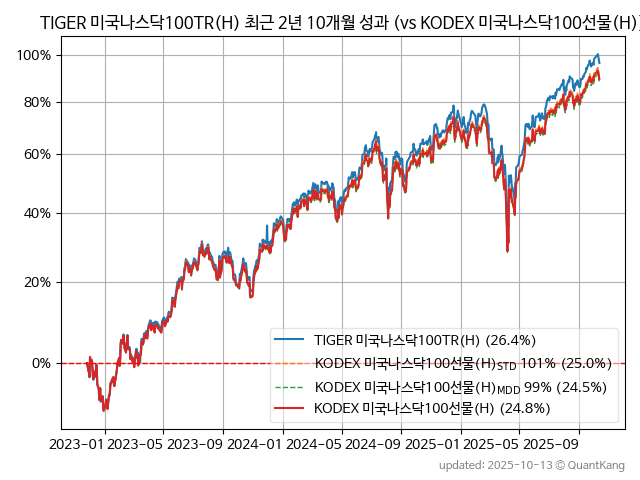 TIGER 미국나스닥100TR(H) 최근 2년 10개월 성과 (vs KODEX 미국나스닥100선물(H))
100%
80%
60%
40%
20%
0%
TIGER 미국나스닥100TR(H) (26.4%)
KODEX 미국나스닥100선물(H)STD 101% (25.0%)
KODEX 미국나스닥100선물(H)MDD 99% (24.5%)
KODEX 미국나스닥100선물(H) (24.8%)
2023-01 2023-05 2023-09 2024-01 2024-05 2024-09 2025-01 2025-05 2025-09
updated: 2025-10-13 © QuantKang